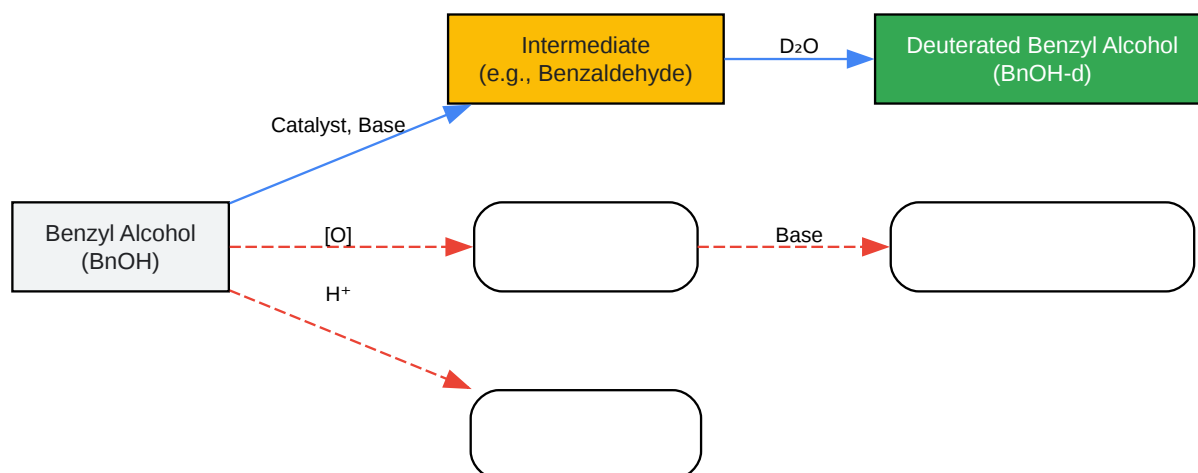 Intermediate
(e.g., Benzaldehyde)
D₂O
Deuterated Benzyl Alcohol
(BnOH-d)
Catalyst, Base
Benzyl Alcohol
(BnOH)
[O]
Base
H⁺